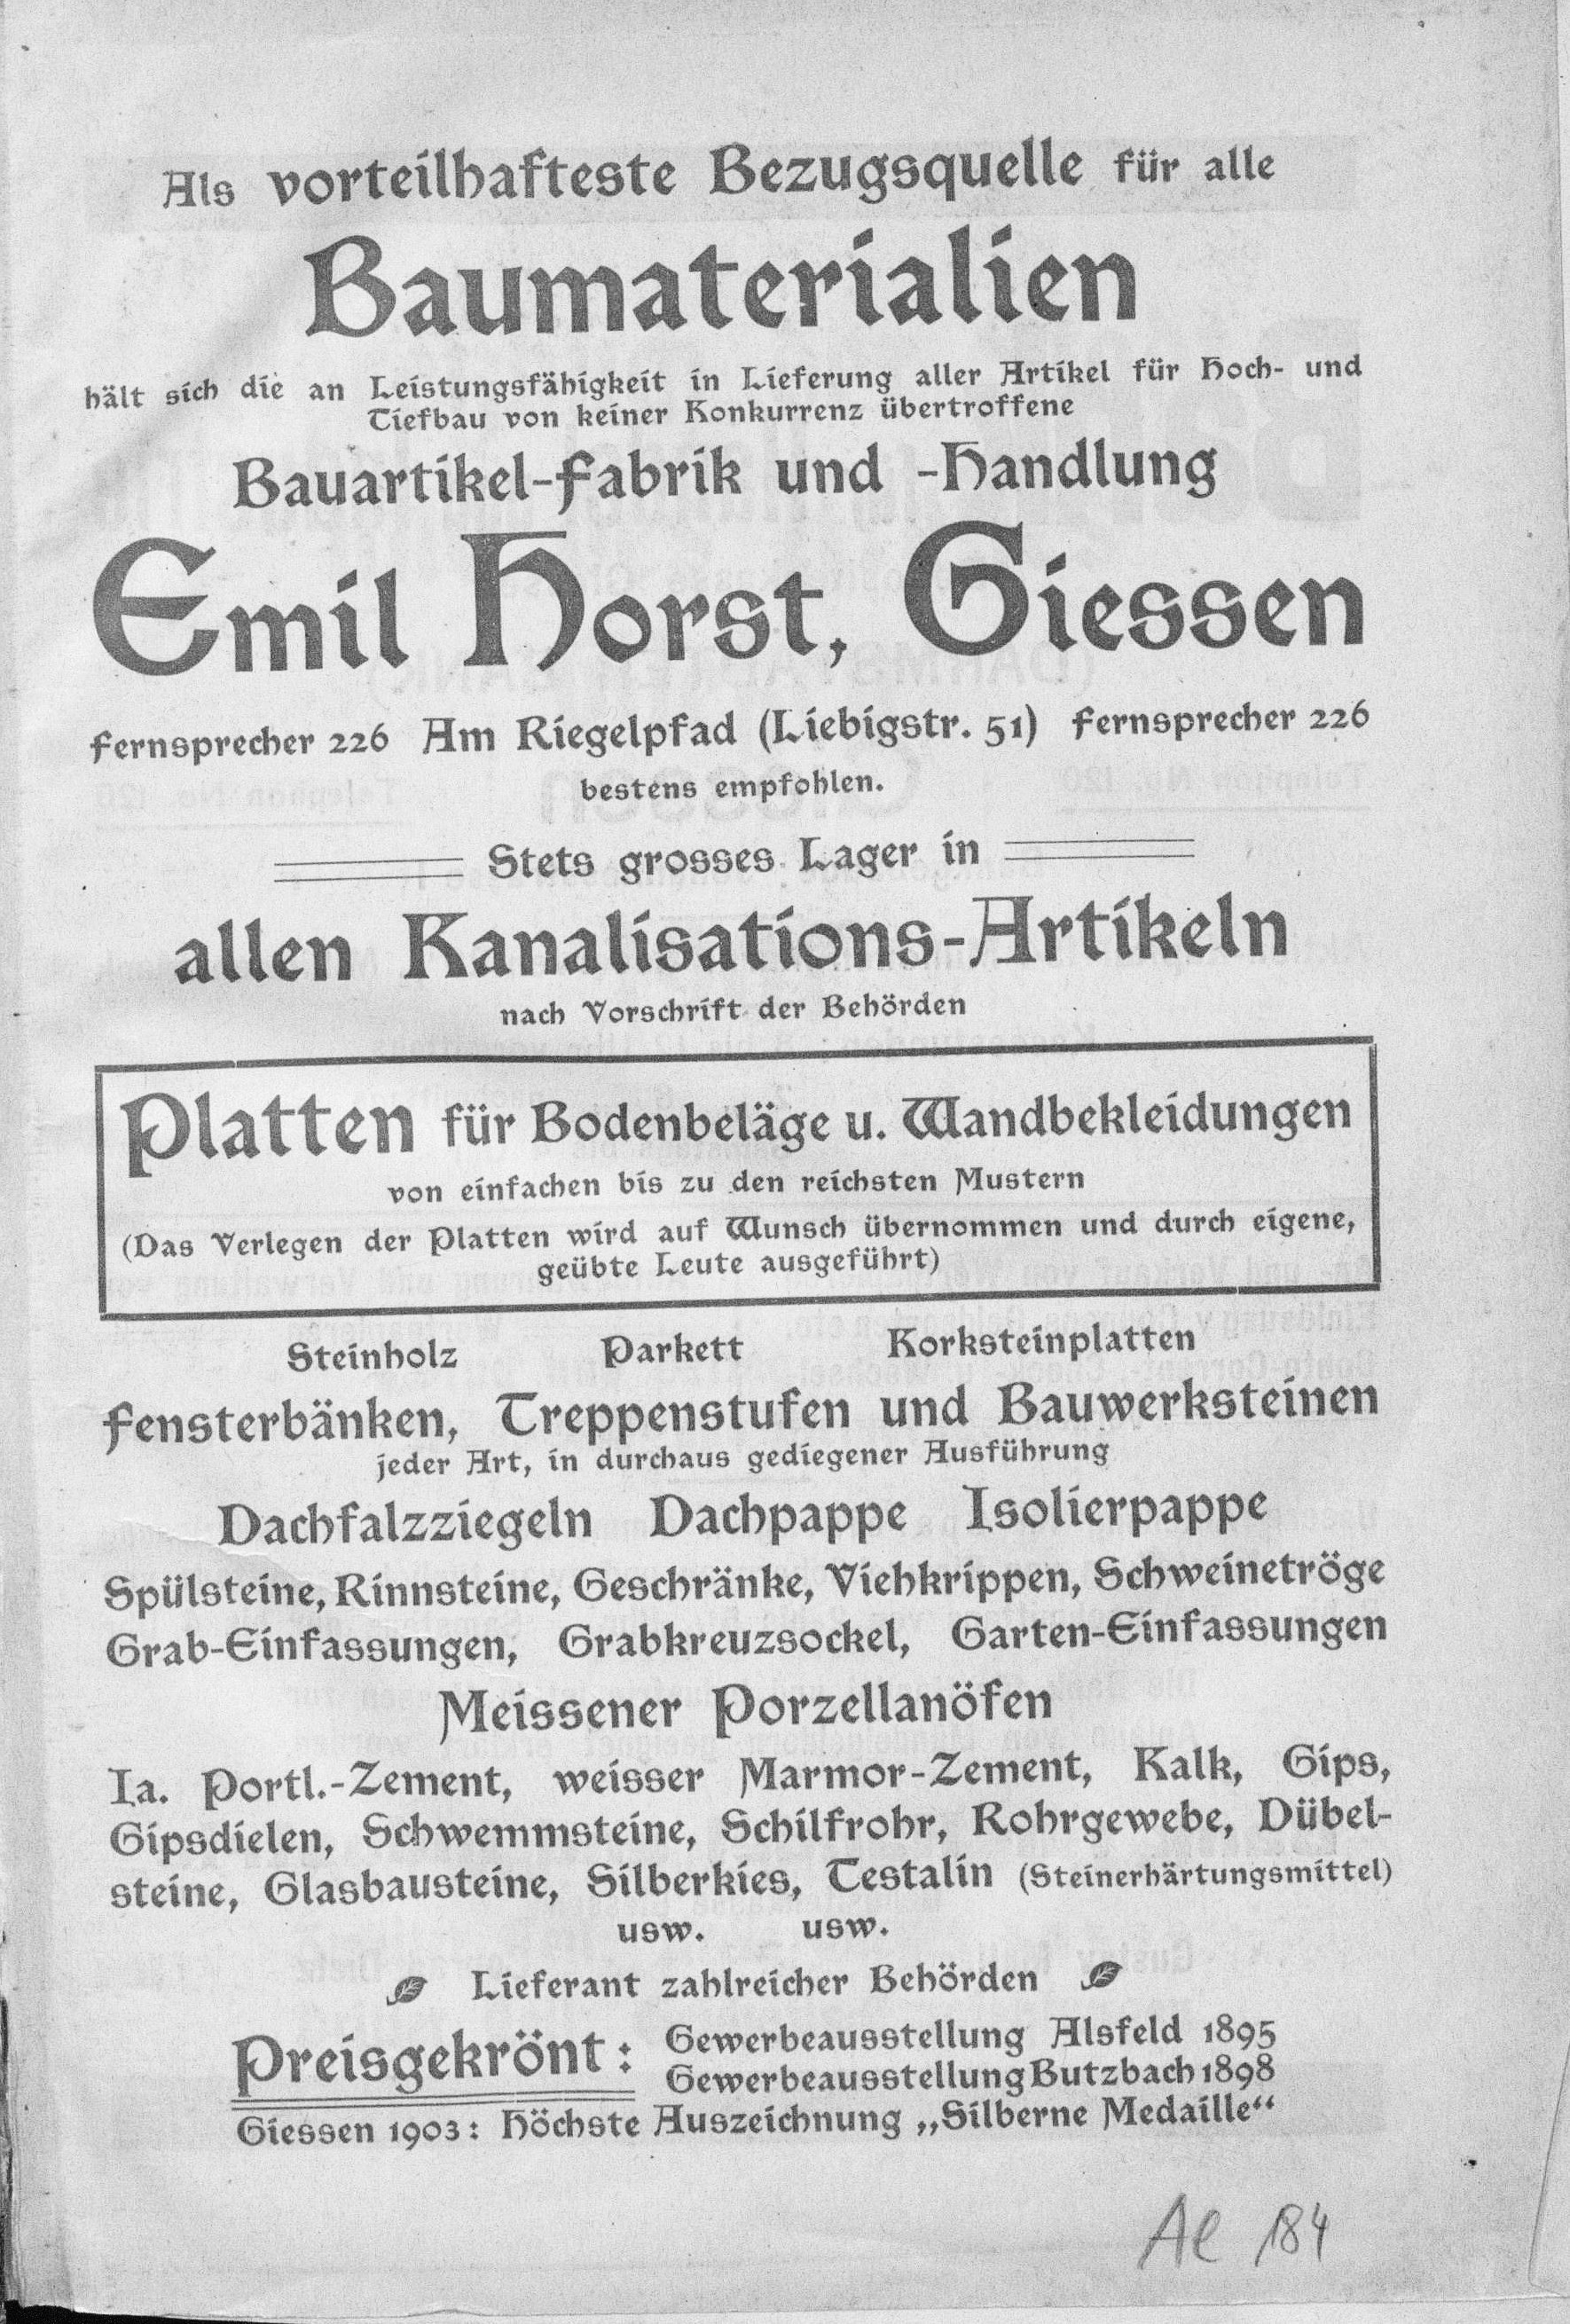 Als vorteilhafteste Bezugsquelle für alle
Baumaterialien
hält sich die an Leistungsfähigkeit in Lieferung aller Artikel für Hoch- und
Tiefbau von keiner Konkurrenz übertroffene
Bauartikel-Fabrik und -Handlung
Emil Horst, Giessen
Fernsprecher 226 Am Riegelpfad (Liebigstr. 51) Fernsprecher 226
bestens empfohlen.
Stets grosses Lager in
allen Kanalisations-Artikeln
nach Vorschrift der Behörden
Platten für Bodenbeläge u. Wandbekleidungen
von einfachen bis zu den reichsten Mustern
(Das Verlegen der Platten wird auf Wunsch übernommen und durch eigene,
geübte Leute ausgeführt)
Steinholz Parkett Korksteinplatten
Fensterbänken, Treppenstufen und Bauwerksteinen
jeder Art, in durchaus gediegener Ausführung
Dachfalzziegeln Dachpappe Isolierpappe
Spülsteine, Rinnsteine, Geschränke, Viehkrippen, Schweinetröge
Grab-Einfassungen, Grabkreuzsockel, Garten-Einfassungen
Meissener Porzellanöfen
Ia. Portl.-Zement, weisser Marmor-Zement, Kalk, Gips,
Gipsdielen, Schwemmsteine, Schilfrohr, Rohrgewebe, Dübel-
steine, Glasbausteine, Silberkies, Testalin (Steinerhärtungsmittel)
usw. usw.
Lieferant zahlreicher Behörden
Preisgekrönt: Gewerbeausstellung Alsfeld 1895
Gewerbeausstellung Butzbach 1898
Giessen 1903: Höchste Auszeichnung „Silberne Medaille“
Al 184